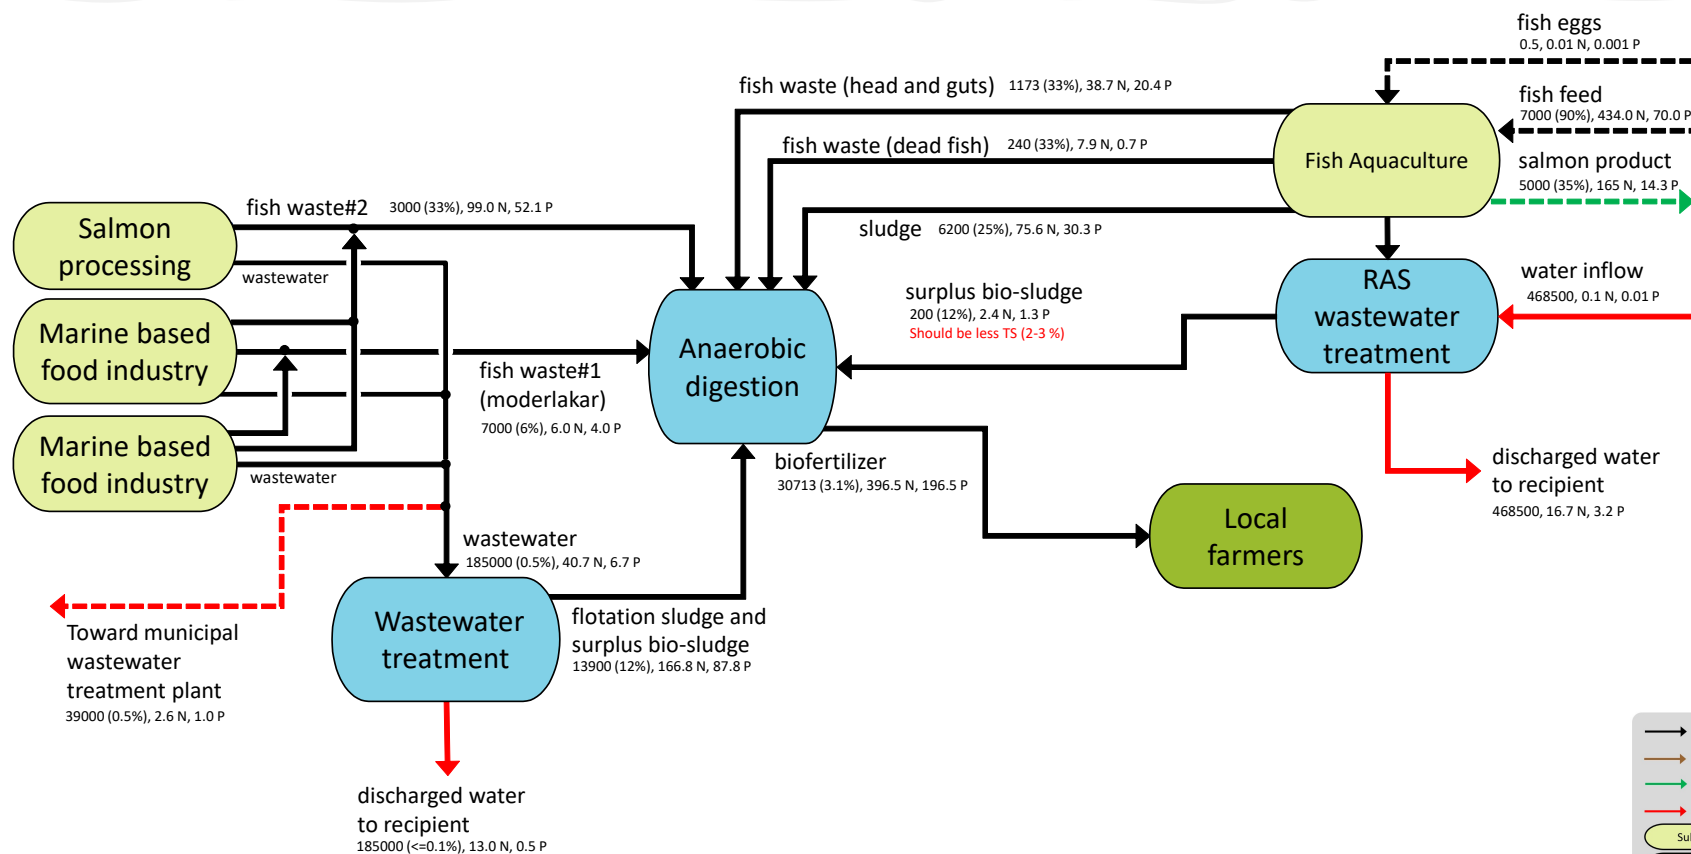 fish eggs
0.5, 0.01 N, 0.001 P
fish waste (head and guts) 1173 (33%), 38.7 N, 20.4 P
fish feed
7000 (90%), 434.0 N, 70.0 P
fish waste (dead fish) 240 (33%), 7.9 N, 0.7 P
Fish Aquaculture
salmon product
5000 (35%), 165 N, 14.3 P
fish waste#2 3000 (33%), 99.0 N, 52.1 P
Salmon
processing
wastewater
sludge 6200 (25%), 75.6 N, 30.3 P
RAS
wastewater
treatment
water inflow
468500, 0.1 N, 0.01 P
surplus bio-sludge
200 (12%), 2.4 N, 1.3 P
Should be less TS (2-3 %)
Marine based
food industry
Anaerobic
digestion
fish waste#1
(moderlakar)
7000 (6%), 6.0 N, 4.0 P
Marine based
food industry
wastewater
biofertilizer
30713 (3.1%), 396.5 N, 196.5 P
discharged water
to recipient
468500, 16.7 N, 3.2 P
Local
farmers
wastewater
185000 (0.5%), 40.7 N, 6.7 P
Wastewater
treatment
flotation sludge and
surplus bio-sludge
13900 (12%), 166.8 N, 87.8 P
Toward municipal
wastewater
treatment plant
39000 (0.5%), 2.6 N, 1.0 P
discharged water
to recipient
185000 (<=0.1%), 13.0 N, 0.5 P